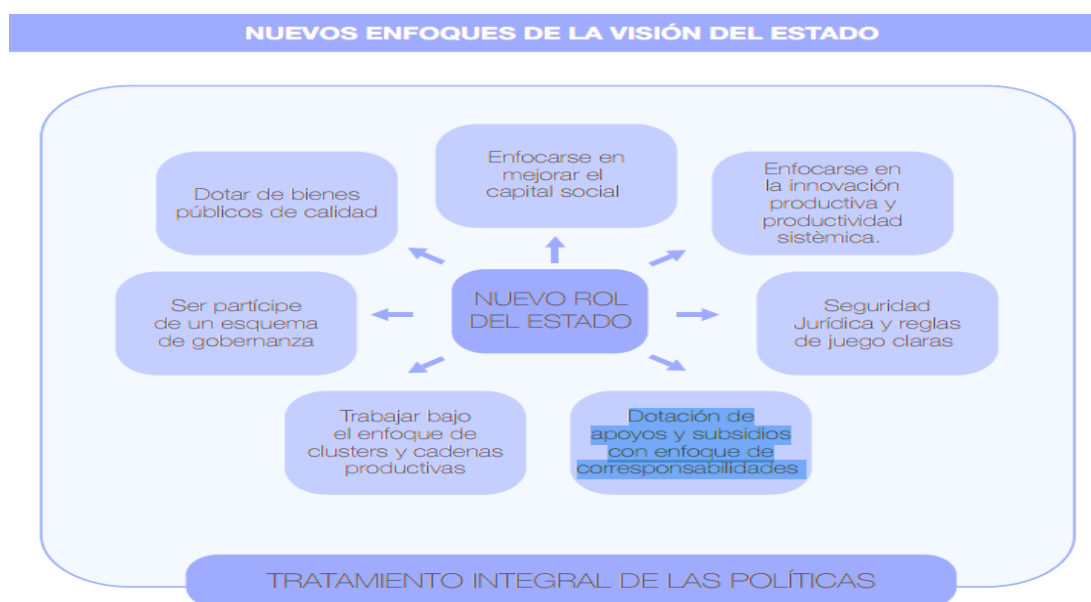 NUEVOS ENFOQUES DE LA VISIÓN DEL ESTADO
Enfocarse en
mejorar el
capital social
Dotar de bienes
públicos de calidad
Enfocarse en
la innovación
productiva y
productividad
sistèmica.
Ser partícipe
de un esquema
de gobernanza
NUEVO ROL
DEL ESTADO
Seguridad
Jurídica y reglas
de juego claras
Trabajar bajo
el enfoque de
clusters y cadenas
productivas
Dotación de
apoyos y subsidios
con enfoque de
corresponsabilidades
TRATAMIENTO INTEGRAL DE LAS POLÍTICAS